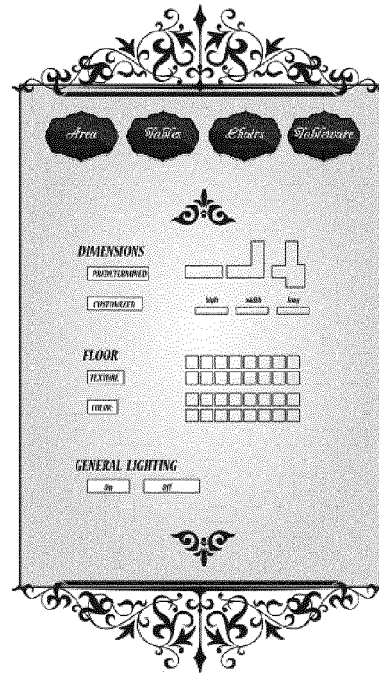 Area Tables Chairs Tableware
DIMENSIONS
PREDETERMINED
CUSTOMIZED
high width long
FLOOR
TEXTURE
COLOR
GENERAL LIGHTING
On Off